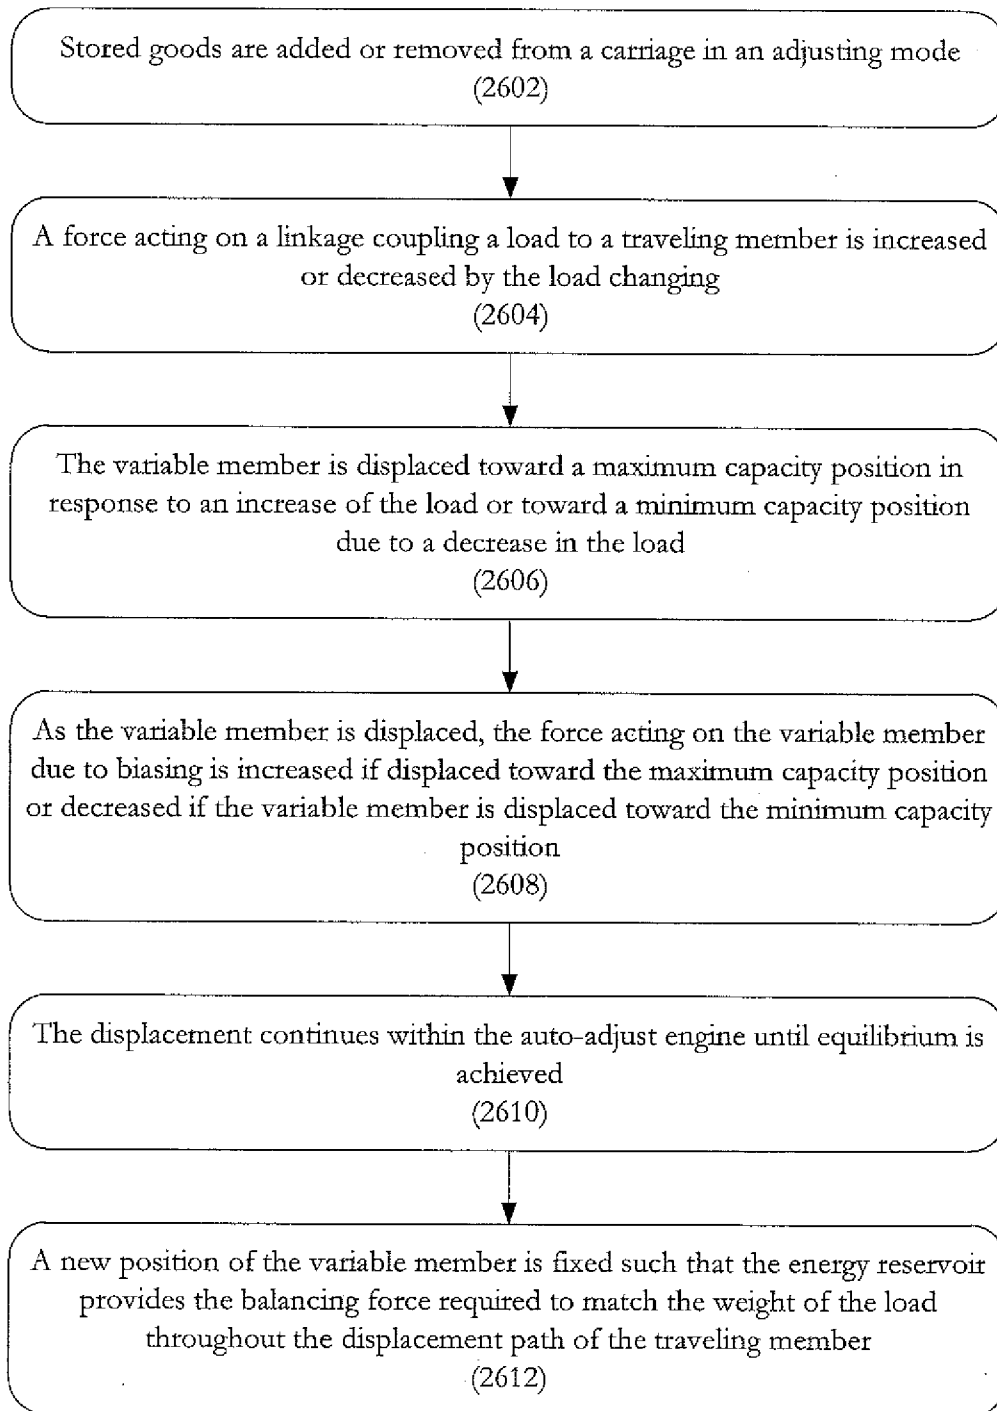 Stored goods are added or removed from a carriage in an adjusting mode
(2602)
A force acting on a linkage coupling a load to a traveling member is increased
or decreased by the load changing
(2604)
The variable member is displaced toward a maximum capacity position in
response to an increase of the load or toward a minimum capacity position
due to a decrease in the load
(2606)
As the variable member is displaced, the force acting on the variable member
due to biasing is increased if displaced toward the maximum capacity position
or decreased if the variable member is displaced toward the minimum capacity
position
(2608)
The displacement continues within the auto-adjust engine until equilibrium is
achieved
(2610)
A new position of the variable member is fixed such that the energy reservoir
provides the balancing force required to match the weight of the load
throughout the displacement path of the traveling member
(2612)